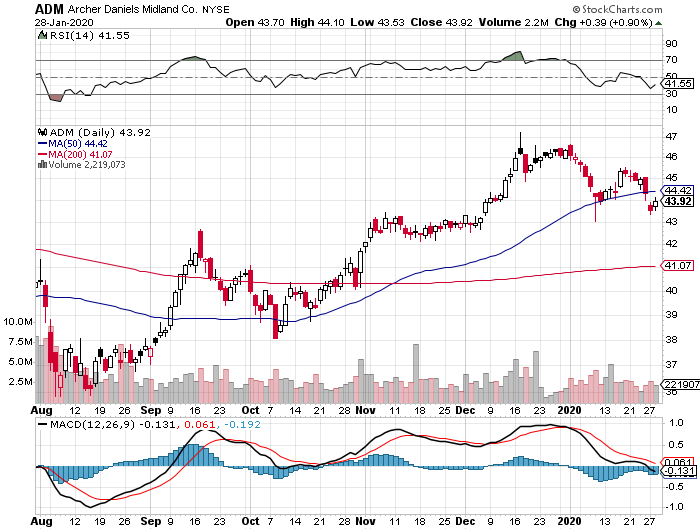 ADM Archer Daniels Midland Co. NYSE
© StockCharts.com
28-Jan-2020
Open 43.70 High 44.10 Low 43.53 Close 43.92 Volume 2.2M Chg +0.39 (+0.90%)
RSI(14) 41.55
90
70
50
41.55
30
10
ADM (Daily) 43.92
MA(50) 44.42
MA(200) 41.07
Volume 2,219,073
47
46
45
44.42
43.92
43
42
41.07
40
39
38
37
36
10.0M
7.5M
5.0M
2.5M
2219073
Aug 12 19 26 Sep 9 16 23 Oct 7 14 21 28 Nov 11 18 25 Dec 9 16 23 2020 13 21 27
MACD(12,26,9) -0.131, 0.061, -0.192
1.0
0.5
0.061
-0.131
-0.5
-1.0
Aug 12 19 26 Sep 9 16 23 Oct 7 14 21 28 Nov 11 18 25 Dec 9 16 23 2020 13 21 27